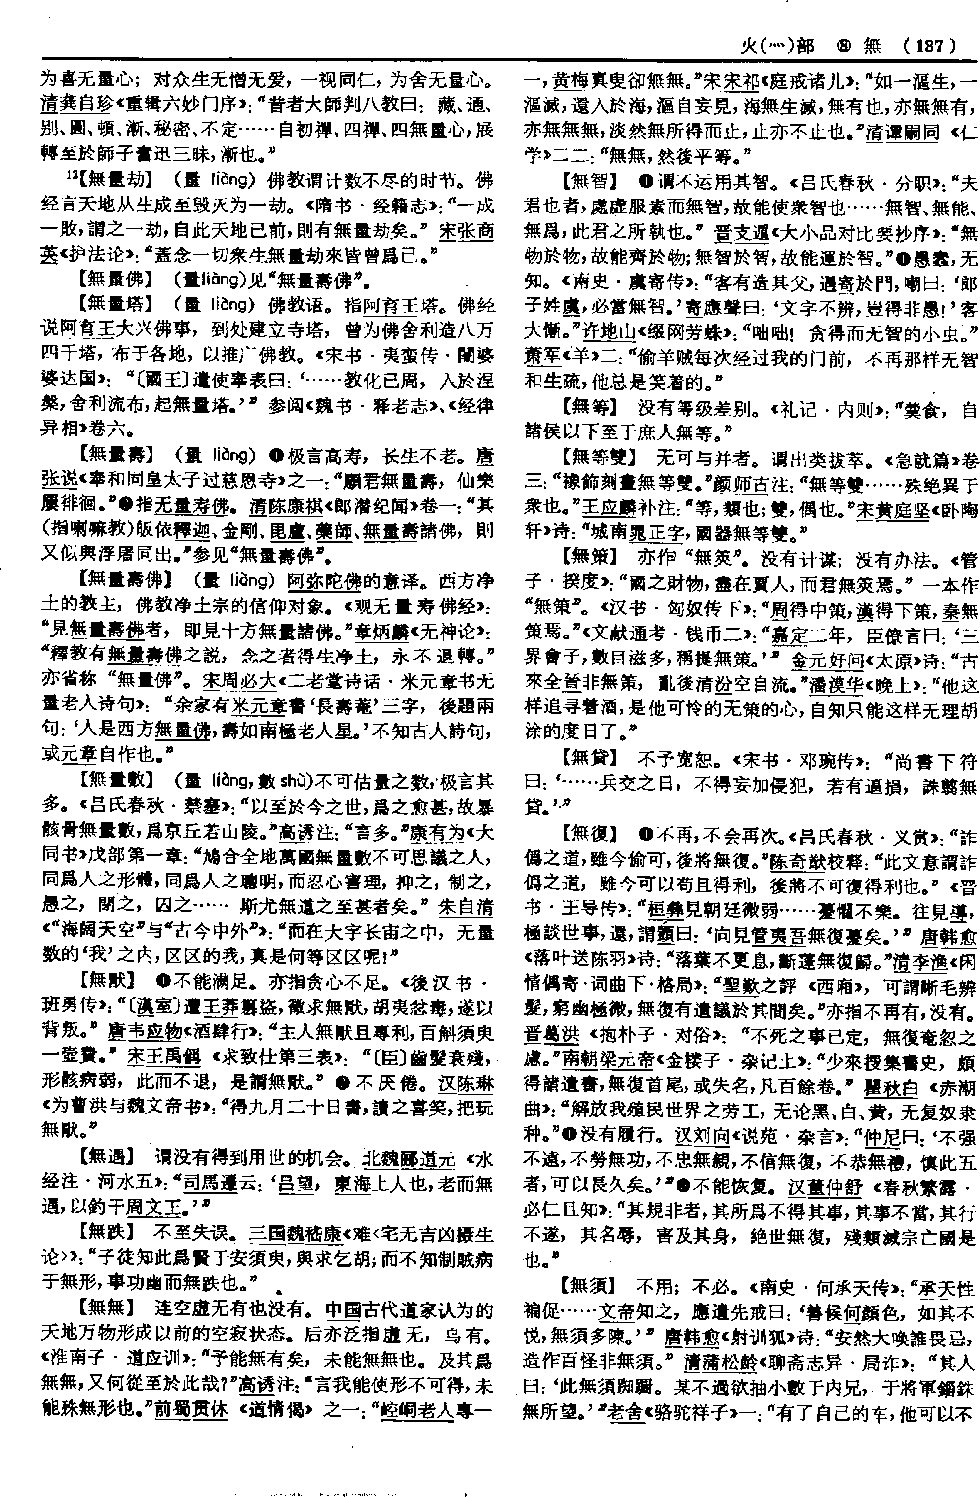 火(灬)部 ⑧ 無 (137)
为喜无量心；对众生无憎无爱，一视同仁，为舍无量心。
清龚自珍《重辑六妙门序》：“昔者大師判八教曰：藏、通、
别、圓、頓、漸、秘密、不定……自初禪、四禪、四無量心，展
轉至於師子奮迅三昧，漸也。”
12【無量劫】（量 liàng）佛教谓计数不尽的时节。佛
经言天地从生成至毁灭为一劫。《隋书·经籍志》：“一成
一敗，謂之一劫，自此天地已前，則有無量劫矣。”宋张商
英《护法论》：“蓋念一切衆生無量劫來皆曾爲己。”
【無量佛】（量liàng）见“無量壽佛”。
【無量塔】（量 liàng）佛教语。指阿育王塔。佛经
说阿育王大兴佛事，到处建立寺塔，曾为佛舍利造八万
四千塔，布于各地，以推广佛教。《宋书·夷蛮传·闍婆
婆达国》：“〔國王〕遣使奉表曰：‘……教化已周，入於涅
槃，舍利流布，起無量塔。’”参阅《魏书·释老志》、《经律
异相》卷六。
【無量壽】（量 liàng）❶极言高寿，长生不老。唐
张说《奉和同皇太子过慈恩寺》之一：“願君無量壽，仙樂
屢徘徊。”❷指无量寿佛。清陈康祺《郎潜纪闻》卷一：“其
(指喇嘛教)皈依釋迦、金剛、毘盧、藥師、無量壽諸佛，則
又似與浮屠同出。”参见“無量壽佛”。
【無量壽佛】（量 liàng）阿弥陀佛的意译。西方净
土的教主，佛教净土宗的信仰对象。《观无量寿佛经》：
“見無量壽佛者，即見十方無量諸佛。”章炳麟《无神论》：
“釋教有無量壽佛之説，念之者得生净土，永不退轉。”
亦省称“無量佛”。宋周必大《二老堂诗话·米元章书无
量老人诗句》：“余家有米元章書‘長壽菴’三字，後題兩
句：‘人是西方無量佛，壽如南極老人星。’不知古人詩句，
或元章自作也。”
【無量數】（量 liàng，數 shù）不可估量之数，极言其
多。《吕氏春秋·禁塞》：“以至於今之世，爲之愈甚，故暴
骸骨無量數，爲京丘若山陵。”高诱注：“言多。”康有为《大
同书》戊部第一章：“鳩合全地萬國無量數不可思議之人，
同爲人之形體，同爲人之聰明，而忍心害理，抑之，制之，
愚之，閉之，囚之……斯尤無道之至甚者矣。”朱自清
《“海阔天空”与“古今中外”》：“而在大字长宙之中，无量
数的‘我’之内，区区的我，真是何等区区呢！”
【無猒】❶不能满足。亦指贪心不足。《後汉书·
班勇传》：“〔漢室〕遭王莽篡盜，徵求無猒，胡夷忿毒，遂以
背叛。”唐韦应物《酒肆行》：“主人無猒且專利，百斛須臾
一壺費。”宋王禹偁《求致仕第三表》：“〔臣〕齒髮衰殘，
形骸病弱，此而不退，是謂無猒。”❷不厌倦。汉陈琳
《为曹洪与魏文帝书》：“得九月二十日書，讀之喜笑，把玩
無猒。”
【無遇】谓没有得到用世的机会。北魏郦道元《水
经注·河水五》：“司馬遷云：‘吕望，東海上人也，老而無
遇，以釣干周文王。’”
【無跌】不至失误。三国魏嵇康《难〈宅无吉凶摄生
论〉》：“子徒知此爲賢丁安須臾，與求乞胡；而不知制賊病
于無形，事功幽而無跌也。”
【無無】连空虚无有也没有。中国古代道家认为的
天地万物形成以前的空寂状态。后亦泛指虚无，乌有。
《淮南子·道应训》：“予能無有矣，未能無無也。及其爲
無無，又何從至於此哉？”高诱注：“言我能使形不可得，未
能殊無形也。”前蜀贯休《道情偈》之一：“崆峒老人專一
一，黄梅真叟卻無無。”宋宋祁《庭戒诸儿》：“如一漚生，一
漚滅，還入於海，漚自妄見，海無生滅，無有也，亦無無有，
亦無無無，淡然無所得而止，止亦不止也。”清谭嗣同《仁
学》二二：“無無，然後平等。”
【無智】❶谓不运用其智。《吕氏春秋·分职》：“夫
君也者，處虚服素而無智，故能使衆智也……無智、無能、
無爲，此君之所執也。”晋支遁《大小品对比要抄序》：“無
物於物，故能齊於物；無智於智，故能運於智。”❷愚蠢，无
知。《南史·虞寄传》：“客有造其父，遇寄於門，嘲曰：‘郎
子姓虞，必當無智。’寄應聲曰：‘文字不辨，豈得非愚！’客
大慚。”许地山《缀网劳蛛》：“咄咄！贪得而无智的小虫。”
萧军《羊》二：“偷羊贼每次经过我的门前，不再那样无智
和生疏，他总是笑着的。”
【無等】没有等级差别。《礼记·内则》：“羹食，自
諸侯以下至于庶人無等。”
【無等雙】无可与并者。谓出类拔萃。《急就篇》卷
三：“椽飾刻畫無等雙。”颜师古注：“無等雙……殊绝異于
衆也。”王应麟补注：“等，類也；雙，偶也。”宋黄庭坚《卧陶
轩》诗：“城南晁正字，國器無等雙。”
【無策】亦作“無筴”。没有计谋；没有办法。《管
子·揆度》：“國之財物，盡在賈人，而君無筴焉。”一本作
“無策”。《汉书·匈奴传下》：“周得中策，漢得下策，秦無
策焉。”《文献通考·钱币二》：“嘉定二年，臣僚言曰：‘三
界會子，數目滋多，稱提無策。’”金元好问《太原》诗：“古
來全晉非無策，亂後清汾空自流。”潘漠华《晚上》：“他这
样追寻着酒，是他可怜的无策的心，自知只能这样无理胡
涂的度日了。”
【無貸】不予宽恕。《宋书·邓琬传》：“尚書下符
曰：‘……兵交之日，不得妄加侵犯，若有逼損，誅翦無
貸。’”
【無復】❶不再，不会再次。《吕氏春秋·义赏》：“詐
僞之道，雖今偷可，後將無復。”陈奇猷校释：“此文意謂詐
僞之道，雖今可以苟且得利，後將不可復得利也。”《晋
书·王导传》：“桓彝見朝廷微弱……憂懼不樂。往見導，
極談世事，還，謂顗曰：‘向見管夷吾無復憂矣。’”唐韩愈
《落叶送陈羽》诗：“落葉不更息，斷蓬無復歸。”清李渔《闲
情偶寄·词曲下·格局》：“聖歎之評《西厢》，可謂晰毛辨
髮，窮幽極微，無復有遺議於其間矣。”亦指不再有，没有。
晋葛洪《抱朴子·对俗》：“不死之事已定，無復奄忽之
慮。”南朝梁元帝《金楼子·杂记上》：“少來搜集書史，頗
得諸遺書，無復首尾，或失名，凡百餘卷。”瞿秋白《赤潮
曲》：“解放我殖民世界之劳工，无论黑、白、黄，无复奴隶
种。”❷没有履行。汉刘向《说苑·杂言》：“仲尼曰：‘不强
不遠，不勞無功，不忠無親，不信無復，不恭無禮，慎此五
者，可以長久矣。’”❸不能恢复。汉董仲舒《春秋繁露·
必仁且知》：“其規非者，其所爲不得其事，其事不當，其行
不遂，其名辱，害及其身，絶世無復，殘類滅宗亡國是
也。”
【無須】不用；不必。《南史·何承天传》：“承天性
褊促……文帝知之，應遣先戒曰：‘善候何顏色，如其不
悦，無須多陳。’”唐韩愈《射训狐》诗：“安然大唤誰畏忌，
造作百怪非無須。”清蒲松龄《聊斋志异·局诈》：“其人
曰：‘此無須踟躕。某不過欲抽小數于内兄，于將軍錙銖
無所望。’”老舍《骆驼祥子》一：“有了自己的车，他可以不